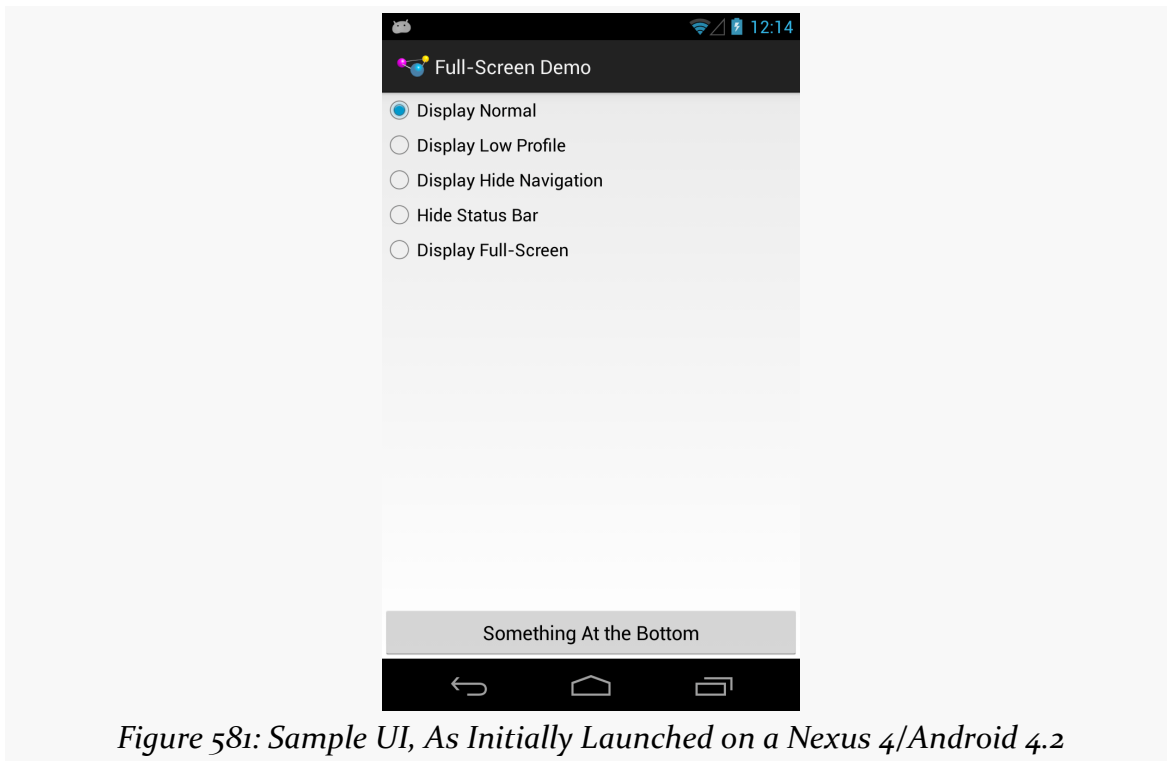 12:14
Full-Screen Demo
Display Normal
Display Low Profile
Display Hide Navigation
Hide Status Bar
Display Full-Screen
Something At the Bottom
Figure 581: Sample UI, As Initially Launched on a Nexus 4/Android 4.2